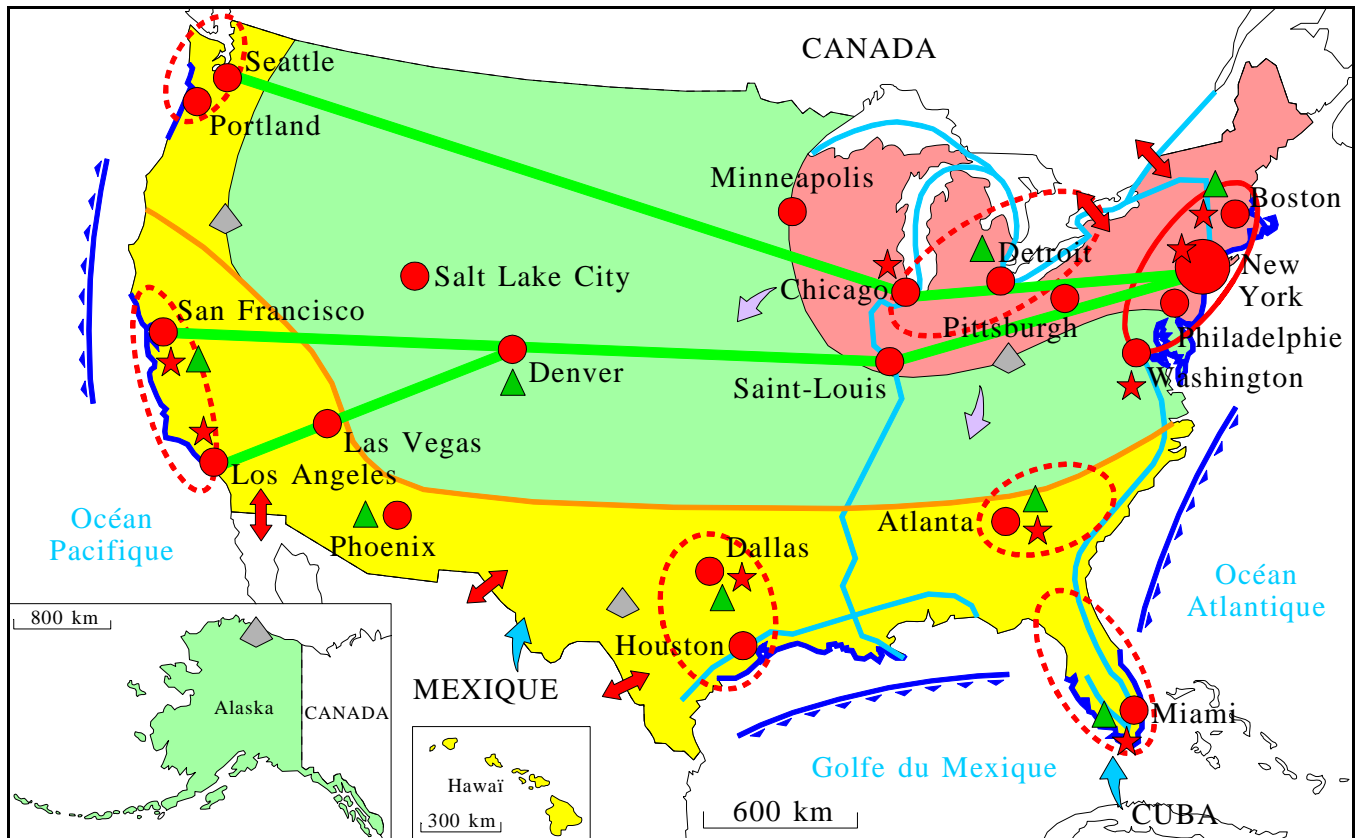 CANADA
Seattle
Portland
Minneapolis
Boston
Detroit
Salt Lake City
New
York
Chicago
San Francisco
Pittsburgh
Philadelphie
Denver
Saint-Louis
Washington
Las Vegas
Los Angeles
Océan
Pacifique
Phoenix
Atlanta
Dallas
Océan
Atlantique
800 km
Houston
MEXIQUE
Alaska
CANADA
Miami
Golfe du Mexique
Hawaï
300 km
600 km
CUBA